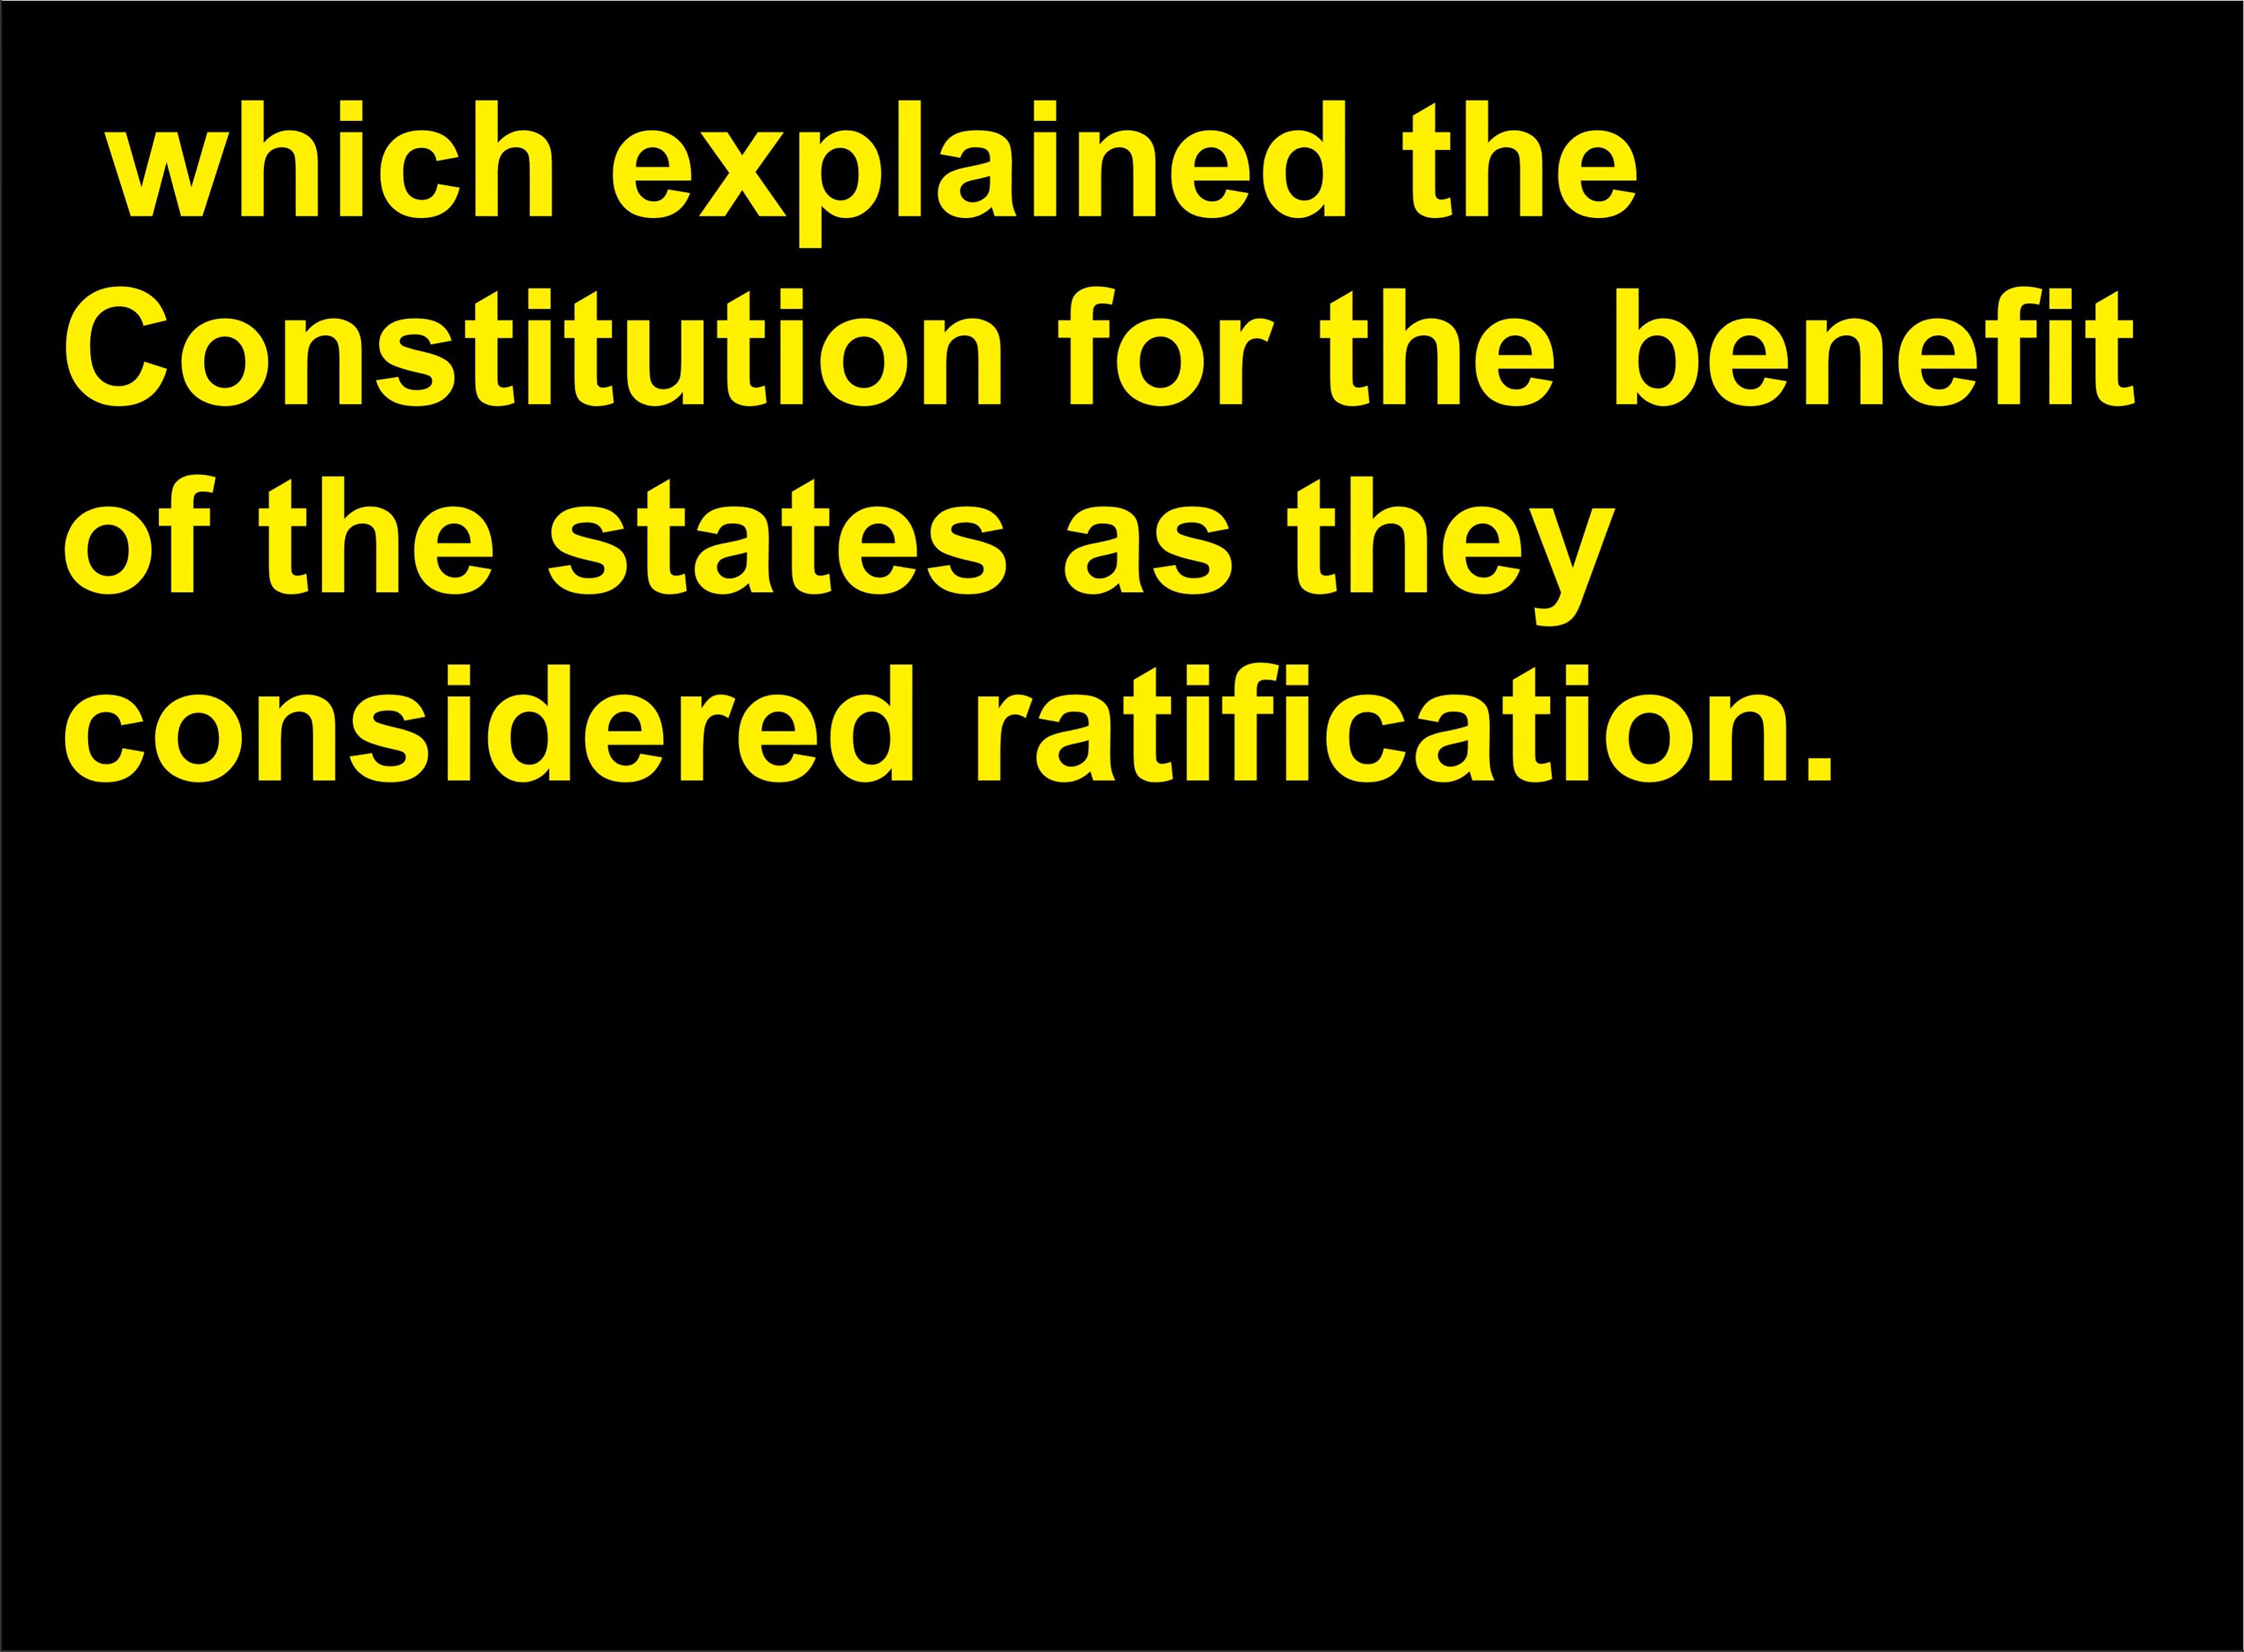 which explained the
Constitution for the benefit
of the states as they
considered ratification.